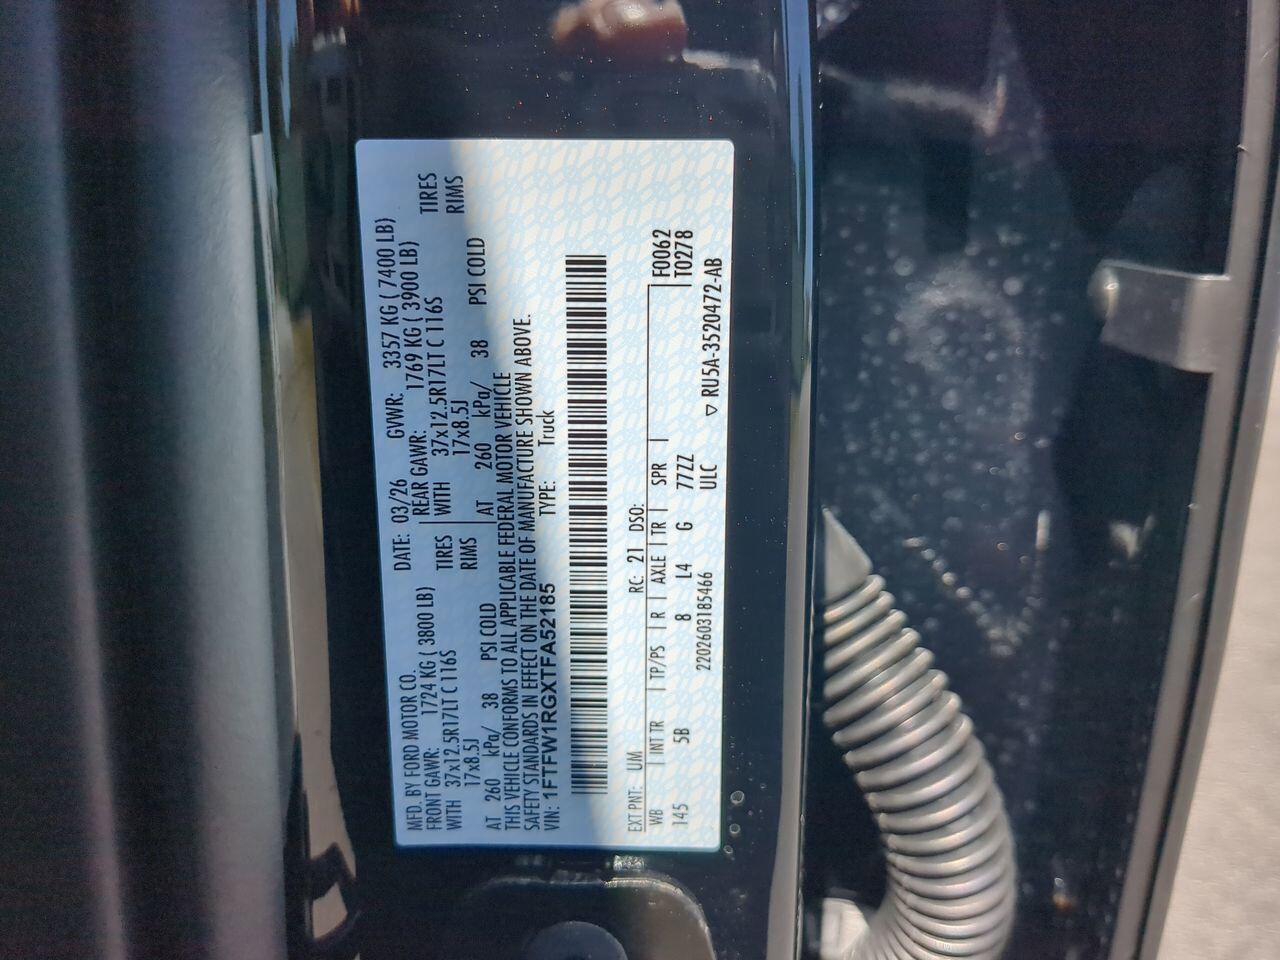 MFD. BY FORD MOTOR CO. DATE: 03/26 GVWR: 3357 KG ( 7400 LB)
FRONT GAWR: 1724 KG ( 3800 LB) REAR GAWR: 1769 KG ( 3900 LB)
WITH 37x12.5R17LT C 116S TIRES WITH 37x12.5R17LT C 116S TIRES
17x8.5J RIMS 17x8.5J RIMS
AT 260 kPa/ 38 PSI COLD AT 260 kPa/ 38 PSI COLD
THIS VEHICLE CONFORMS TO ALL APPLICABLE FEDERAL MOTOR VEHICLE
SAFETY STANDARDS IN EFFECT ON THE DATE OF MANUFACTURE SHOWN ABOVE.
VIN: 1FTFW1RGXTFA52185 TYPE: Truck
EXT PNT: UM RC: 21 DSO: F0062
WB INT TR TP/PS R AXLE TR SPR T0278
145 5B 8 L4 G 77ZZ
2202603185466 ULC ▽ RU5A-3520472-AB